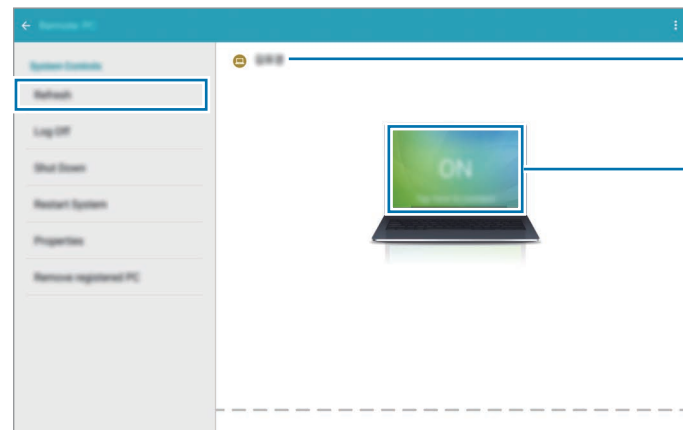 Remote PC
System Controls
Refresh
Log Off
Shut Down
Restart System
Properties
Remove registered PC
ON